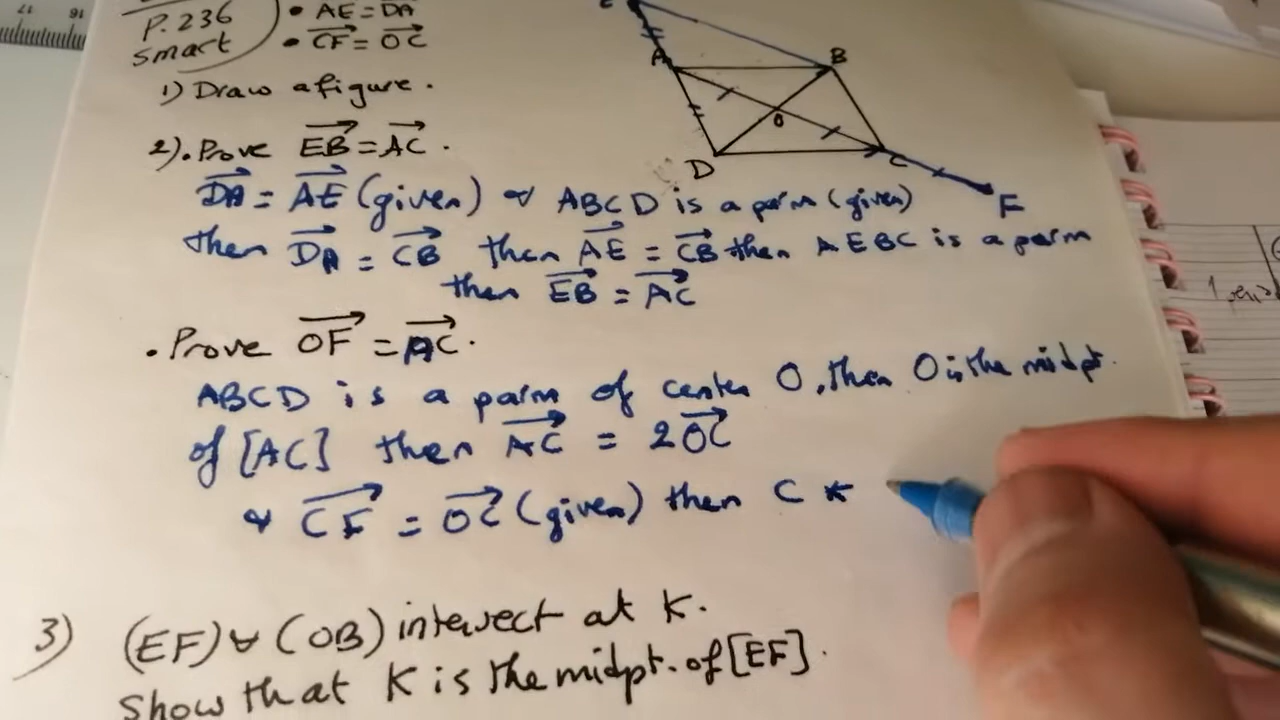 P.236
smart
• AE = DA
• CF = OC
E
A
B
O
D
C
F
1) Draw a figure.
2). Prove EB = AC.
DA = AE (given) & ABCD is a parm (given)
then DA = CB then AE = CB then AEBC is a parm
then EB = AC
. Prove OF = AC.
ABCD is a parm of center O, then O is the midpt.
of [AC] then AC = 2OC
& CF = OC (given) then C
3) (EF) & (OB) intersect at K.
Show that K is the midpt. of [EF].